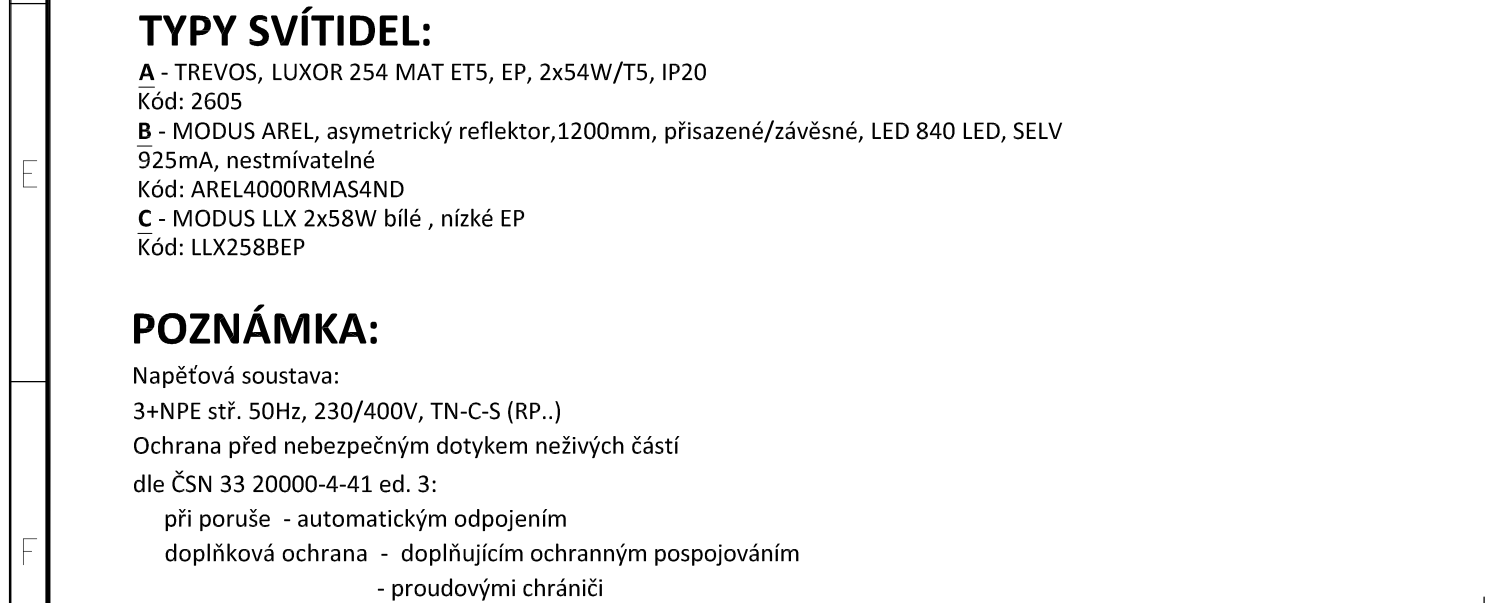 TYPY SVÍTIDEL:
A - TREVOS, LUXOR 254 MAT ET5, EP, 2x54W/T5, IP20
Kód: 2605
B - MODUS AREL, asymetrický reflektor,1200mm, přisazené/závěsné, LED 840 LED, SELV
925mA, nestmívatelné
Kód: AREL4000RMAS4ND
C - MODUS LLX 2x58W bílé , nízké EP
Kód: LLX258BEP
E
POZNÁMKA:
Napěťová soustava:
3+NPE stř. 50Hz, 230/400V, TN-C-S (RP..)
Ochrana před nebezpečným dotykem neživých částí
dle ČSN 33 20000-4-41 ed. 3:
při poruše - automatickým odpojením
doplňková ochrana - doplňujícím ochranným pospojováním
- proudovými chrániči
F